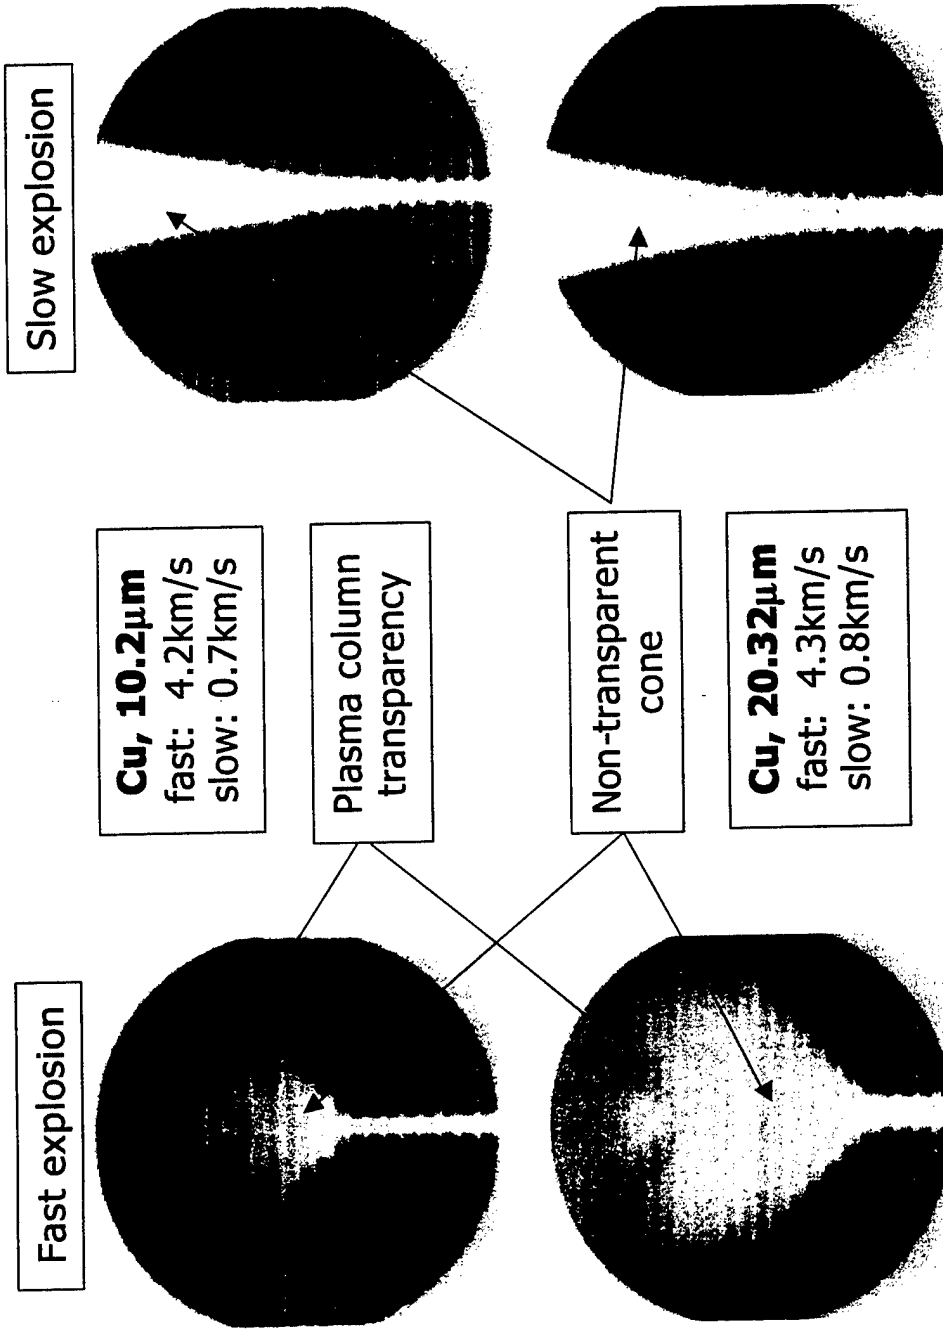 Fast explosion
Slow explosion
Cu, 10.2μm
fast: 4.2km/s
slow: 0.7km/s
Plasma column
transparency
Non-transparent
cone
Cu, 20.32μm
fast: 4.3km/s
slow: 0.8km/s